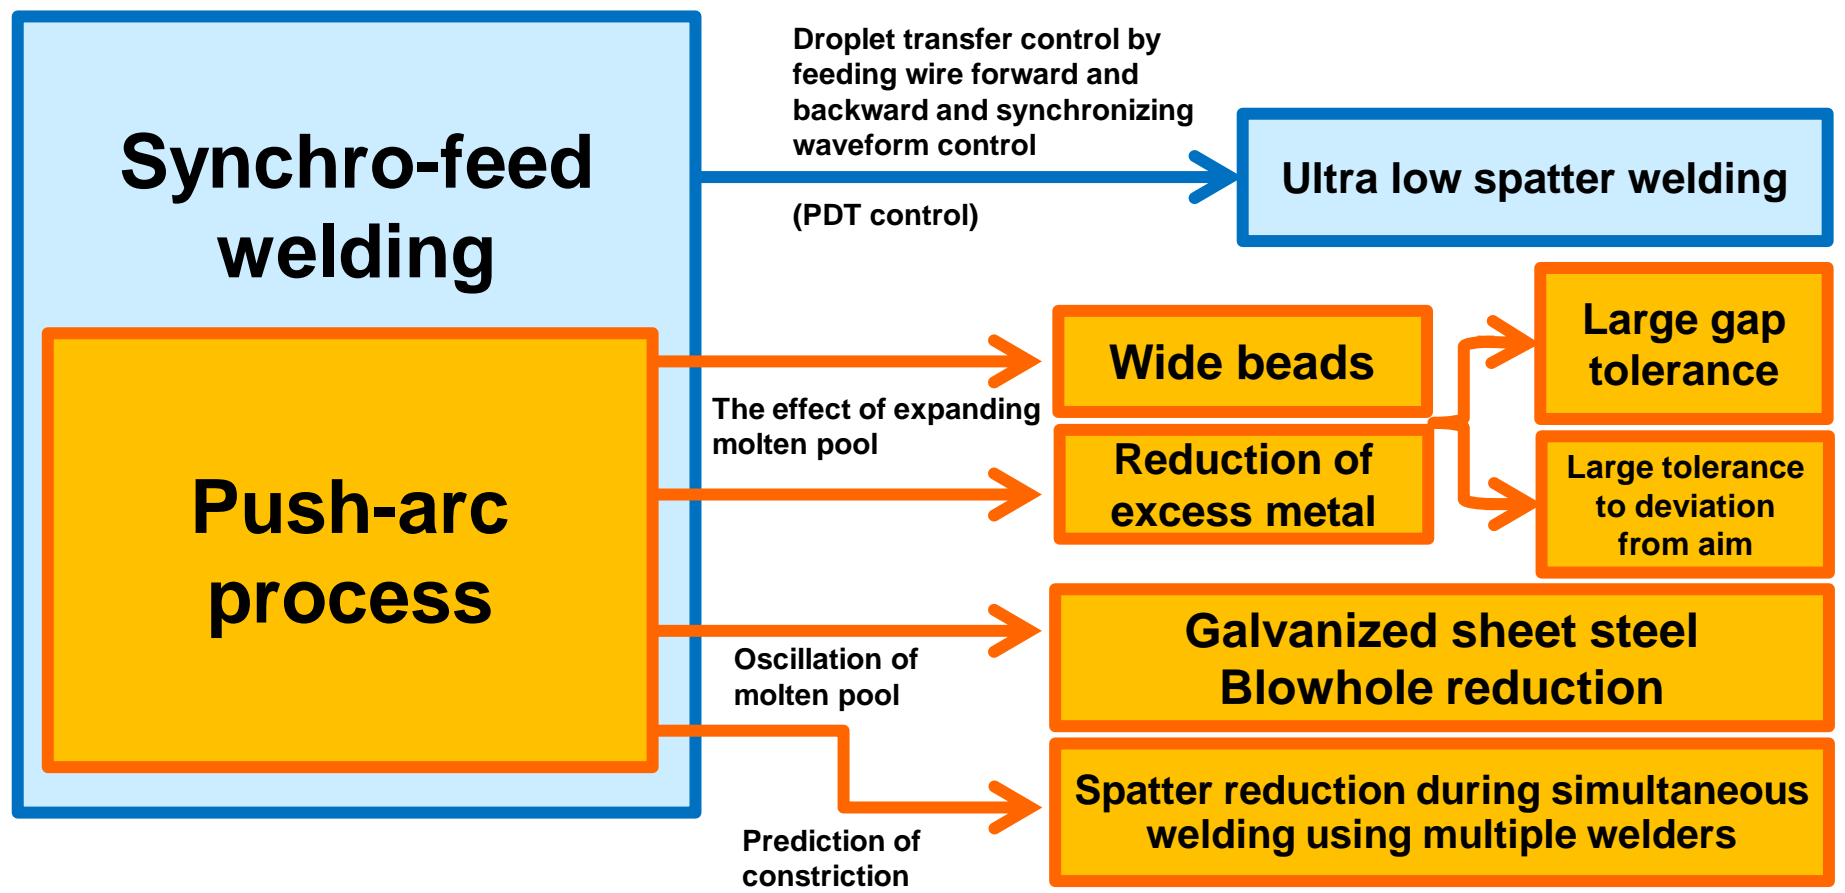 Synchro-feed
welding
Push-arc
process
Droplet transfer control by
feeding wire forward and
backward and synchronizing
waveform control
(PDT control)
Ultra low spatter welding
The effect of expanding
molten pool
Wide beads
Reduction of
excess metal
Large gap
tolerance
Large tolerance
to deviation
from aim
Oscillation of
molten pool
Galvanized sheet steel
Blowhole reduction
Prediction of
constriction
Spatter reduction during simultaneous
welding using multiple welders